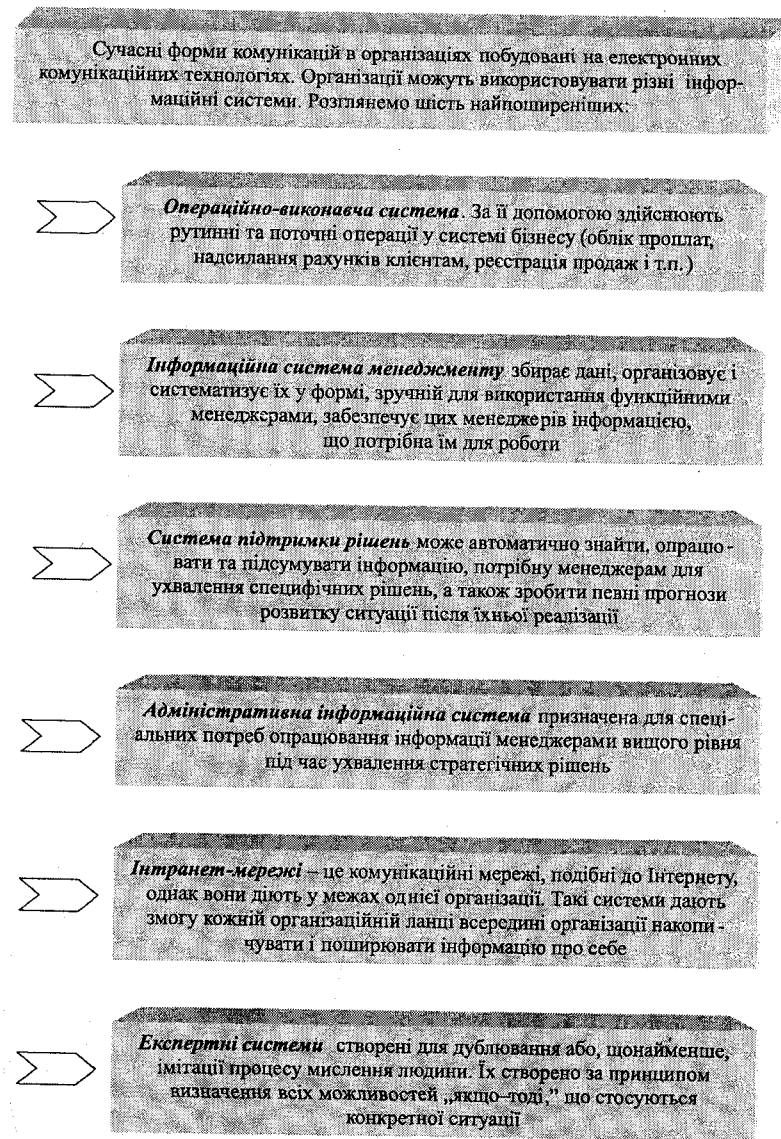 Сучасні форми комунікацій в організаціях побудовані на електронних
комунікаційних технологіях. Організації можуть використовувати різні інфор-
маційні системи. Розглянемо шість найпоширеніших:
Операційно-виконавча система. За її допомогою здійснюють
рутинні та поточні операції у системі бізнесу (облік проплат,
надсилання рахунків клієнтам, реєстрація продаж і т.п.)
Інформаційна система менеджменту збирає дані, організовує і
систематизує їх у формі, зручній для використання функційними
менеджерами, забезпечує цих менеджерів інформацією,
що потрібна їм для роботи
Система підтримки рішень може автоматично знайти, опрацю-
вати та підсумувати інформацію, потрібну менеджерам для
ухвалення специфічних рішень, а також зробити певні прогнози
розвитку ситуації після їхньої реалізації
Адміністративна інформаційна система призначена для спеці-
альних потреб опрацювання інформації менеджерами вищого рівня
під час ухвалення стратегічних рішень
Інтранет-мережі – це комунікаційні мережі, подібні до Інтернету,
однак вони діють у межах однієї організації. Такі системи дають
змогу кожній організаційній ланці всередині організації накопи-
чувати і поширювати інформацію про себе
Експертні системи створені для дублювання або, щонайменше,
імітації процесу мислення людини. Їх створено за принципом
визначення всіх можливостей „якщо–тоді,” що стосуються
конкретної ситуації